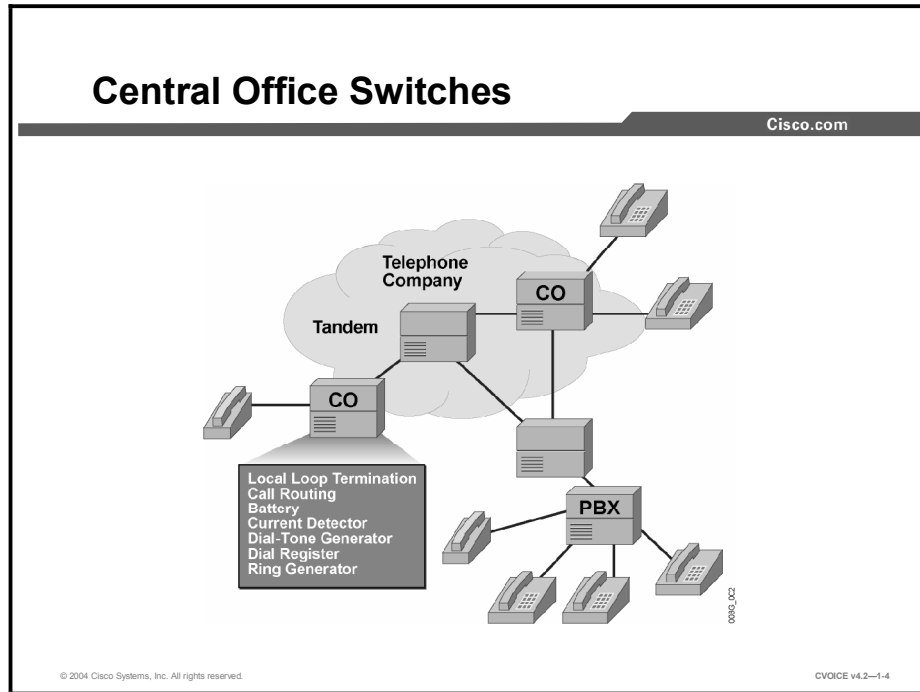 Central Office Switches
Cisco.com
Telephone
Company
CO
Tandem
CO
Local Loop Termination
Call Routing
Battery
Current Detector
Dial-Tone Generator
Dial Register
Ring Generator
PBX
008G_0C2
© 2004 Cisco Systems, Inc. All rights reserved.
CVOICE v4.2—1-4